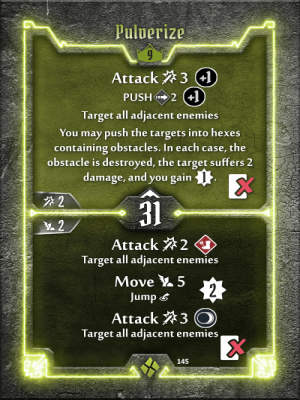 Pulverize
9
Attack 3 +1
PUSH 2 +1
Target all adjacent enemies
You may push the targets into hexes
containing obstacles. In each case, the
obstacle is destroyed, the target suffers 2
damage, and you gain 1.
2
31
2
Attack 2
Target all adjacent enemies
Move 5
Jump
2
Attack 3
Target all adjacent enemies
145